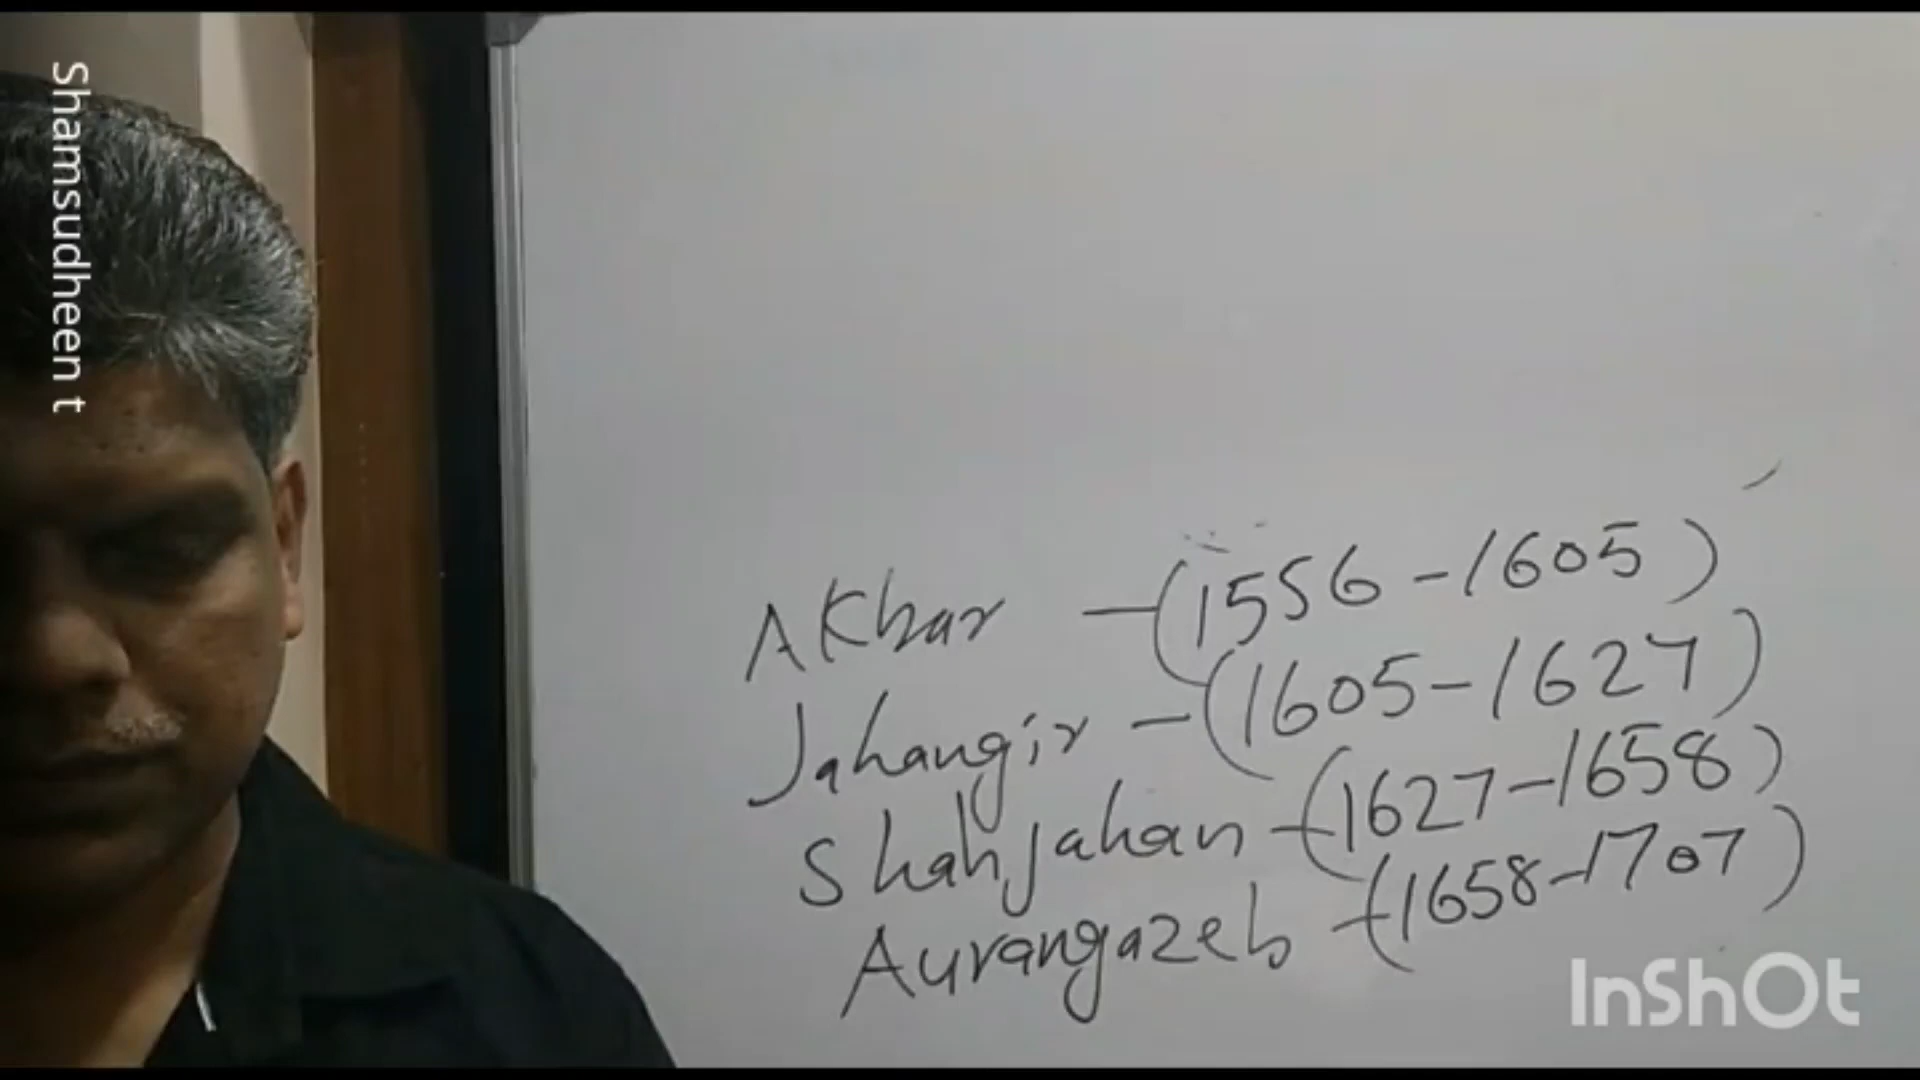 Shamsudheen t
AKbar - (1556-1605)
Jahangir - (1605-1627)
Shahjahan - (1627-1658)
Aurangazeb - (1658-1707)
InShOt